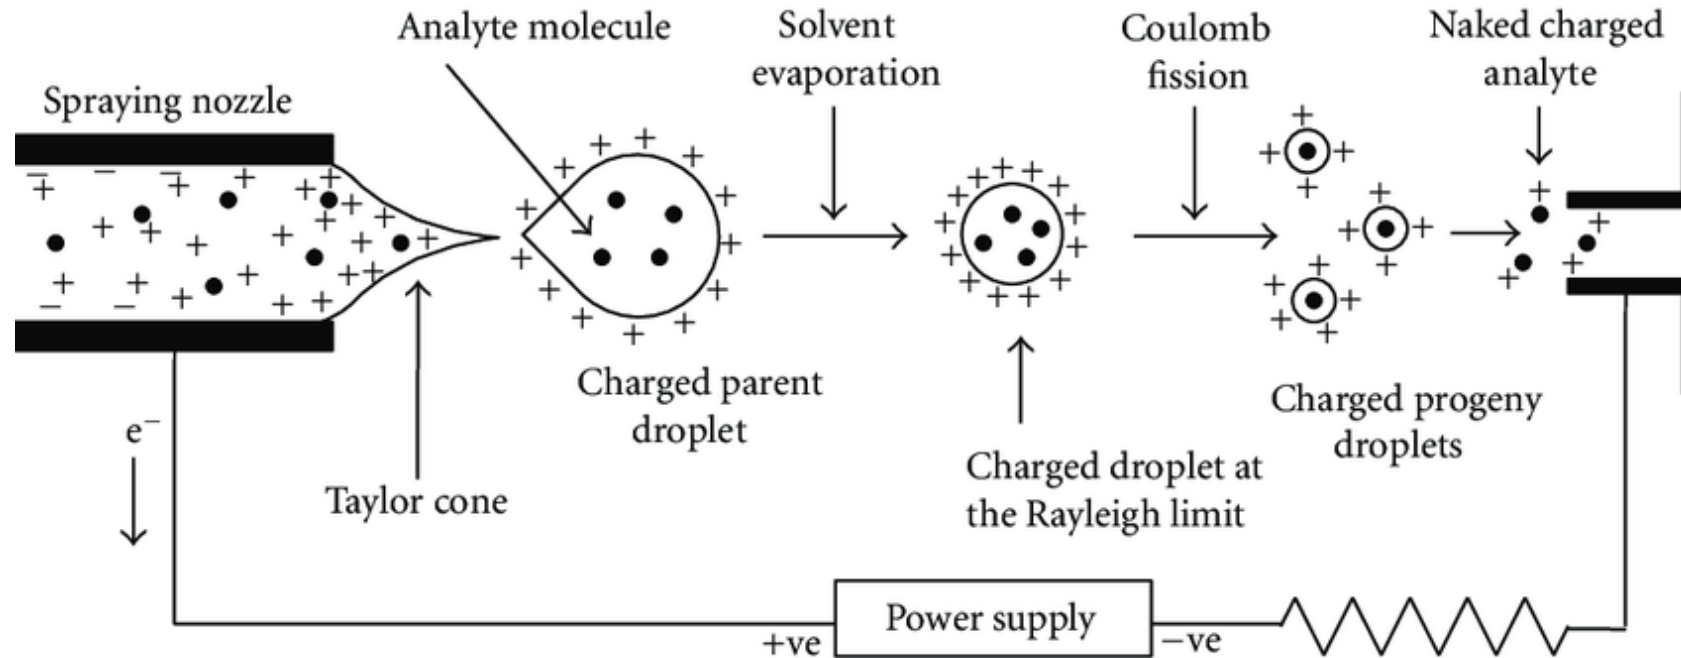 Analyte molecule
Solvent
evaporation
Coulomb
fission
Naked charged
analyte
Spraying nozzle
Charged parent
droplet
Charged progeny
droplets
e⁻
Taylor cone
Charged droplet at
the Rayleigh limit
Power supply
+ve
−ve